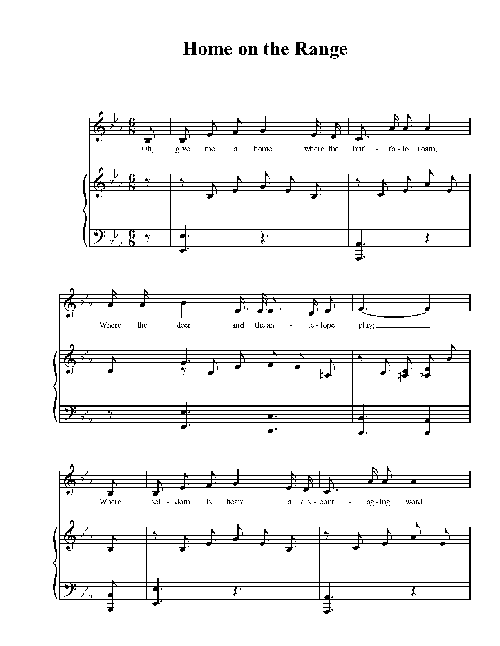 Home on the Range
Oh, give me a home where the buf - fa - lo roam,
Where the deer and the an - te - lope play;
Where sel - dom is heard a dis - cour - ag - ing word